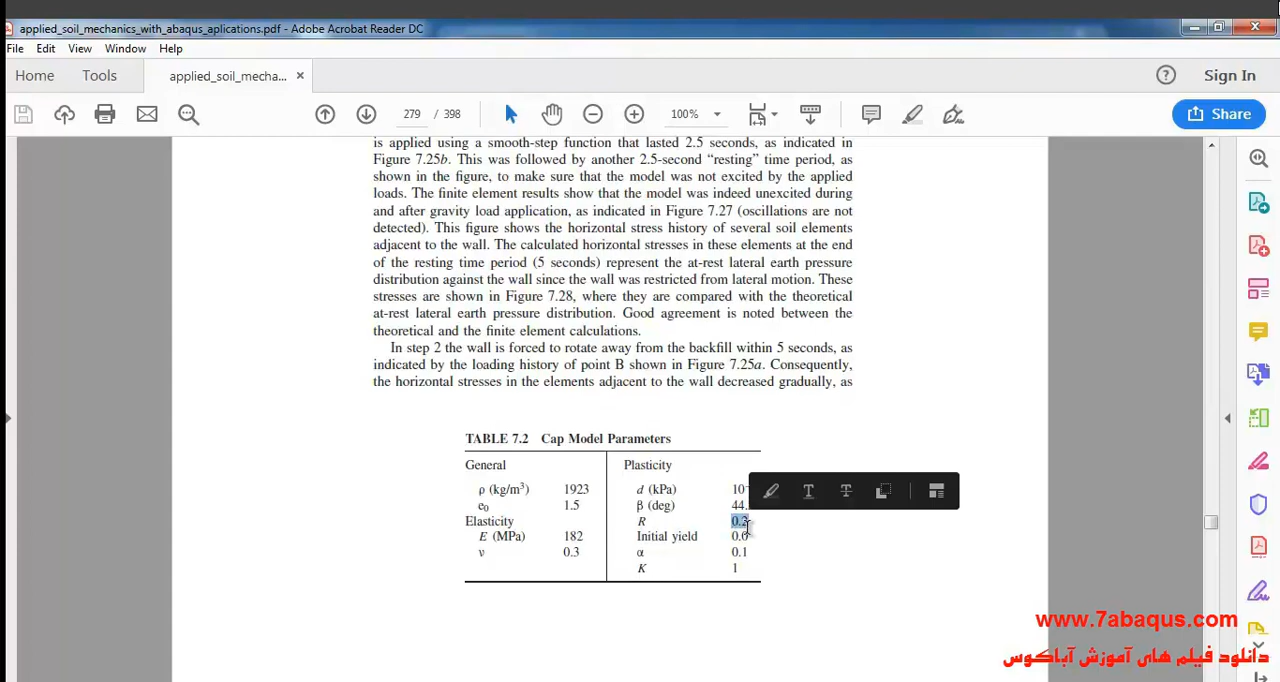 applied_soil_mechanics_with_abaqus_aplications.pdf - Adobe Acrobat Reader DC
File Edit View Window Help
Home Tools applied_soil_mecha... × Sign In
279 / 398 100% Share
is applied using a smooth-step function that lasted 2.5 seconds, as indicated in
Figure 7.25b. This was followed by another 2.5-second “resting” time period, as
shown in the figure, to make sure that the model was not excited by the applied
loads. The finite element results show that the model was indeed unexcited during
and after gravity load application, as indicated in Figure 7.27 (oscillations are not
detected). This figure shows the horizontal stress history of several soil elements
adjacent to the wall. The calculated horizontal stresses in these elements at the end
of the resting time period (5 seconds) represent the at-rest lateral earth pressure
distribution against the wall since the wall was restricted from lateral motion. These
stresses are shown in Figure 7.28, where they are compared with the theoretical
at-rest lateral earth pressure distribution. Good agreement is noted between the
theoretical and the finite element calculations.
In step 2 the wall is forced to rotate away from the backfill within 5 seconds, as
indicated by the loading history of point B shown in Figure 7.25a. Consequently,
the horizontal stresses in the elements adjacent to the wall decreased gradually, as
TABLE 7.2 Cap Model Parameters
General Plasticity
ρ (kg/m³) 1923 d (kPa)
e₀ 1.5 β (deg) 44.
Elasticity R
E (MPa) 182 Initial yield 0.0
ν 0.3 α 0.1
K 1
www.7abaqus.com
دانلود فیلم های آموزش آباکوس